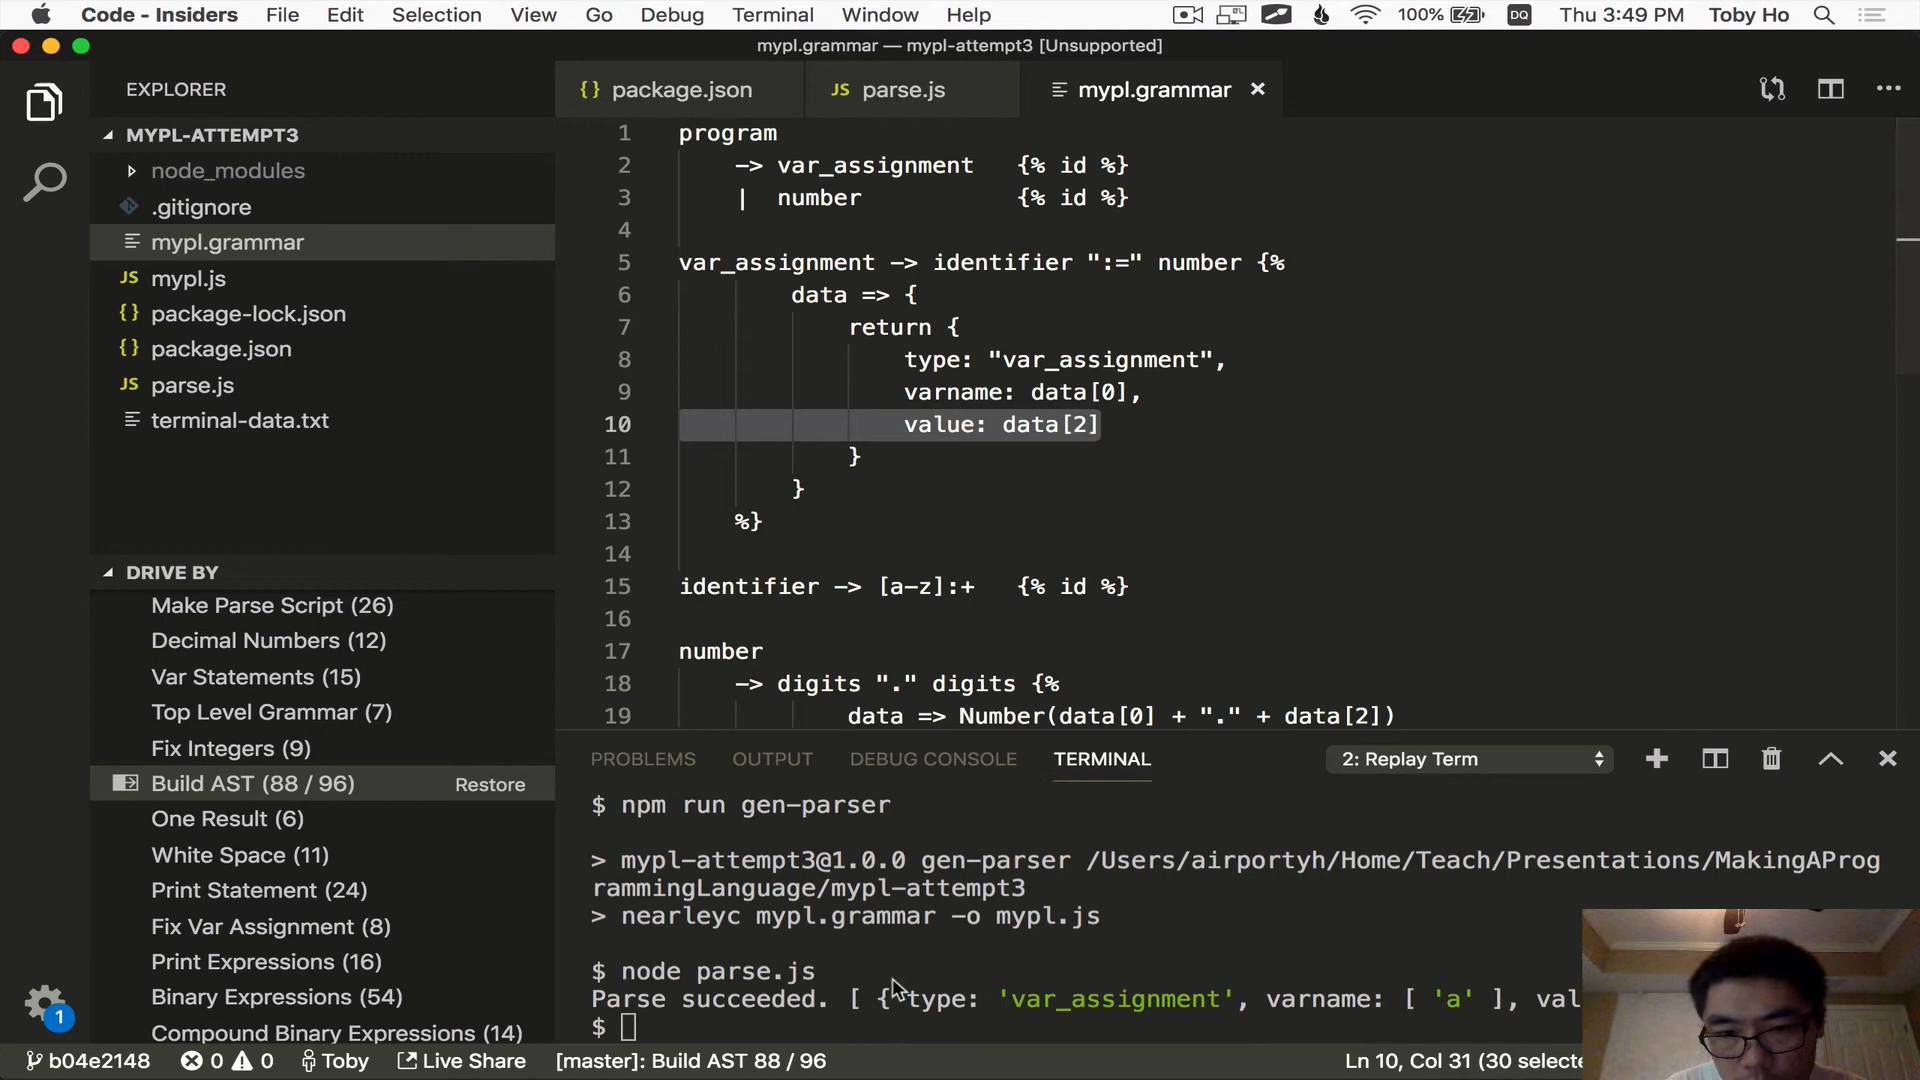 Code - Insiders File Edit Selection View Go Debug Terminal Window Help 100% DQ Thu 3:49 PM Toby Ho
mypl.grammar — mypl-attempt3 [Unsupported]
EXPLORER
MYPL-ATTEMPT3
node_modules
.gitignore
mypl.grammar
JS mypl.js
{} package-lock.json
{} package.json
JS parse.js
terminal-data.txt
DRIVE BY
Make Parse Script (26)
Decimal Numbers (12)
Var Statements (15)
Top Level Grammar (7)
Fix Integers (9)
Build AST (88 / 96) Restore
One Result (6)
White Space (11)
Print Statement (24)
Fix Var Assignment (8)
Print Expressions (16)
Binary Expressions (54)
Compound Binary Expressions (14)
1
{} package.json JS parse.js mypl.grammar
1 program
2 -> var_assignment {% id %}
3 | number {% id %}
4
5 var_assignment -> identifier ":=" number {%
6 data => {
7 return {
8 type: "var_assignment",
9 varname: data[0],
10 value: data[2]
11 }
12 }
13 %}
14
15 identifier -> [a-z]:+ {% id %}
16
17 number
18 -> digits "." digits {%
19 data => Number(data[0] + "." + data[2])
PROBLEMS OUTPUT DEBUG CONSOLE TERMINAL 2: Replay Term
$ npm run gen-parser
> mypl-attempt3@1.0.0 gen-parser /Users/airportyh/Home/Teach/Presentations/MakingAProg
rammingLanguage/mypl-attempt3
> nearleyc mypl.grammar -o mypl.js
$ node parse.js
Parse succeeded. [ { type: 'var_assignment', varname: [ 'a' ], val
$
b04e2148 0 0 Toby Live Share [master]: Build AST 88 / 96 Ln 10, Col 31 (30 selecte